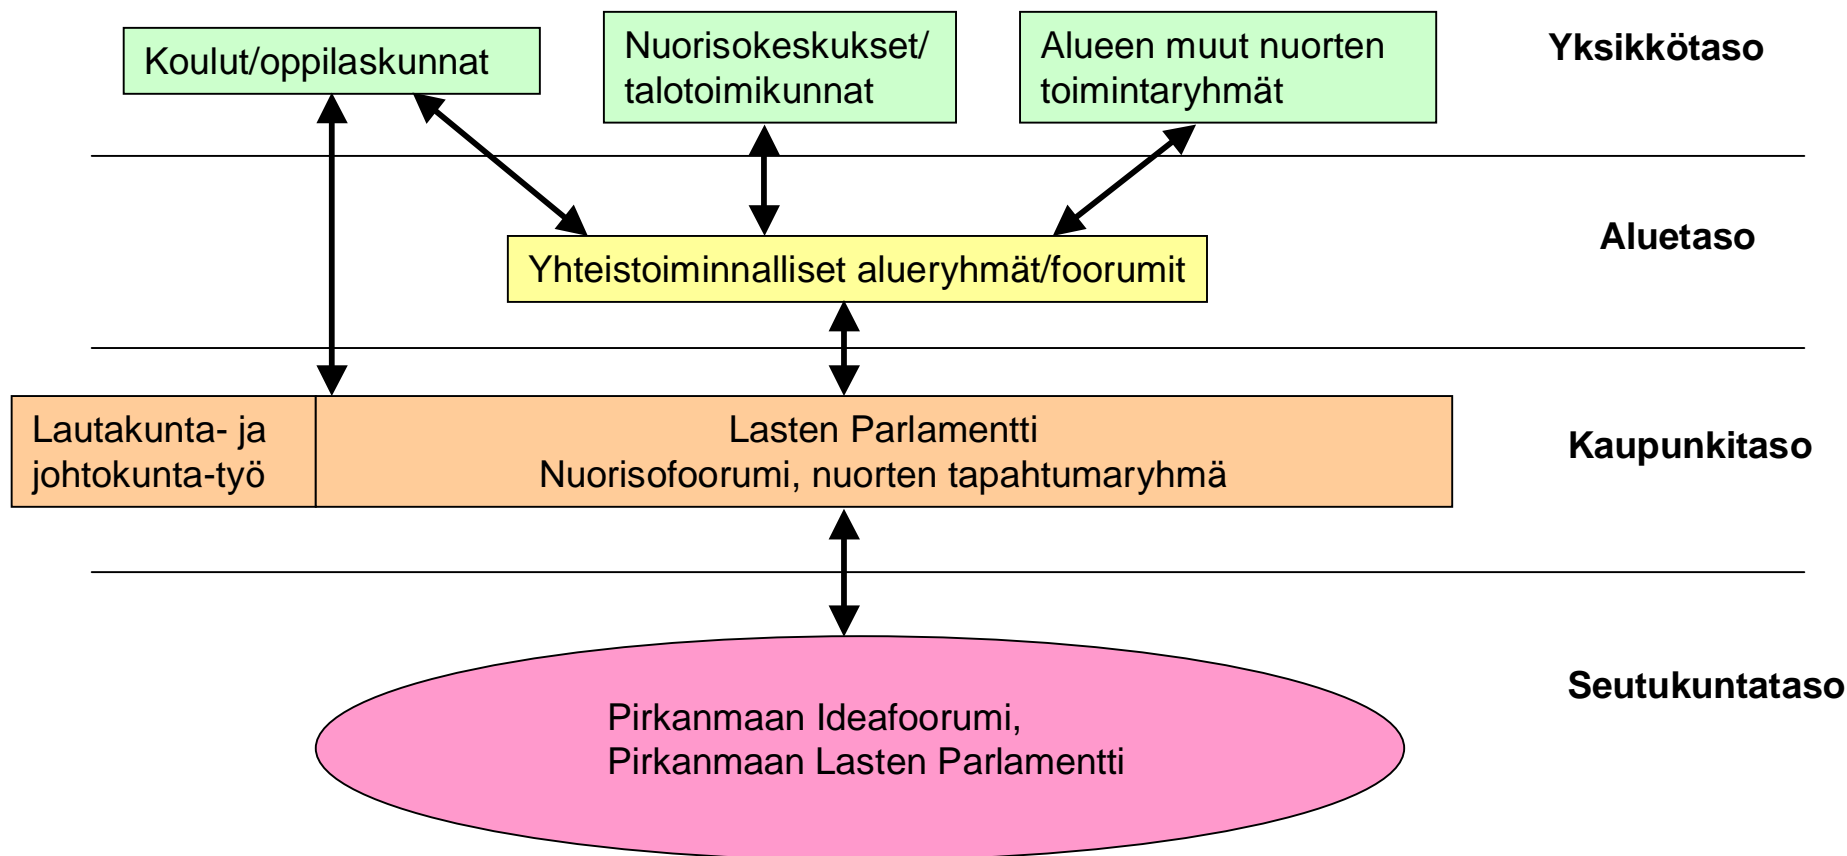 Koulut/oppilaskunnat
Nuorisokeskukset/
talotoimikunnat
Alueen muut nuorten
toimintaryhmät
Yksikkötaso
Yhteistoiminnalliset alueryhmät/foorumit
Aluetaso
Lautakunta- ja
johtokunta-työ
Lasten Parlamentti
Nuorisofoorumi, nuorten tapahtumaryhmä
Kaupunkitaso
Pirkanmaan Ideafoorumi,
Pirkanmaan Lasten Parlamentti
Seutukuntataso